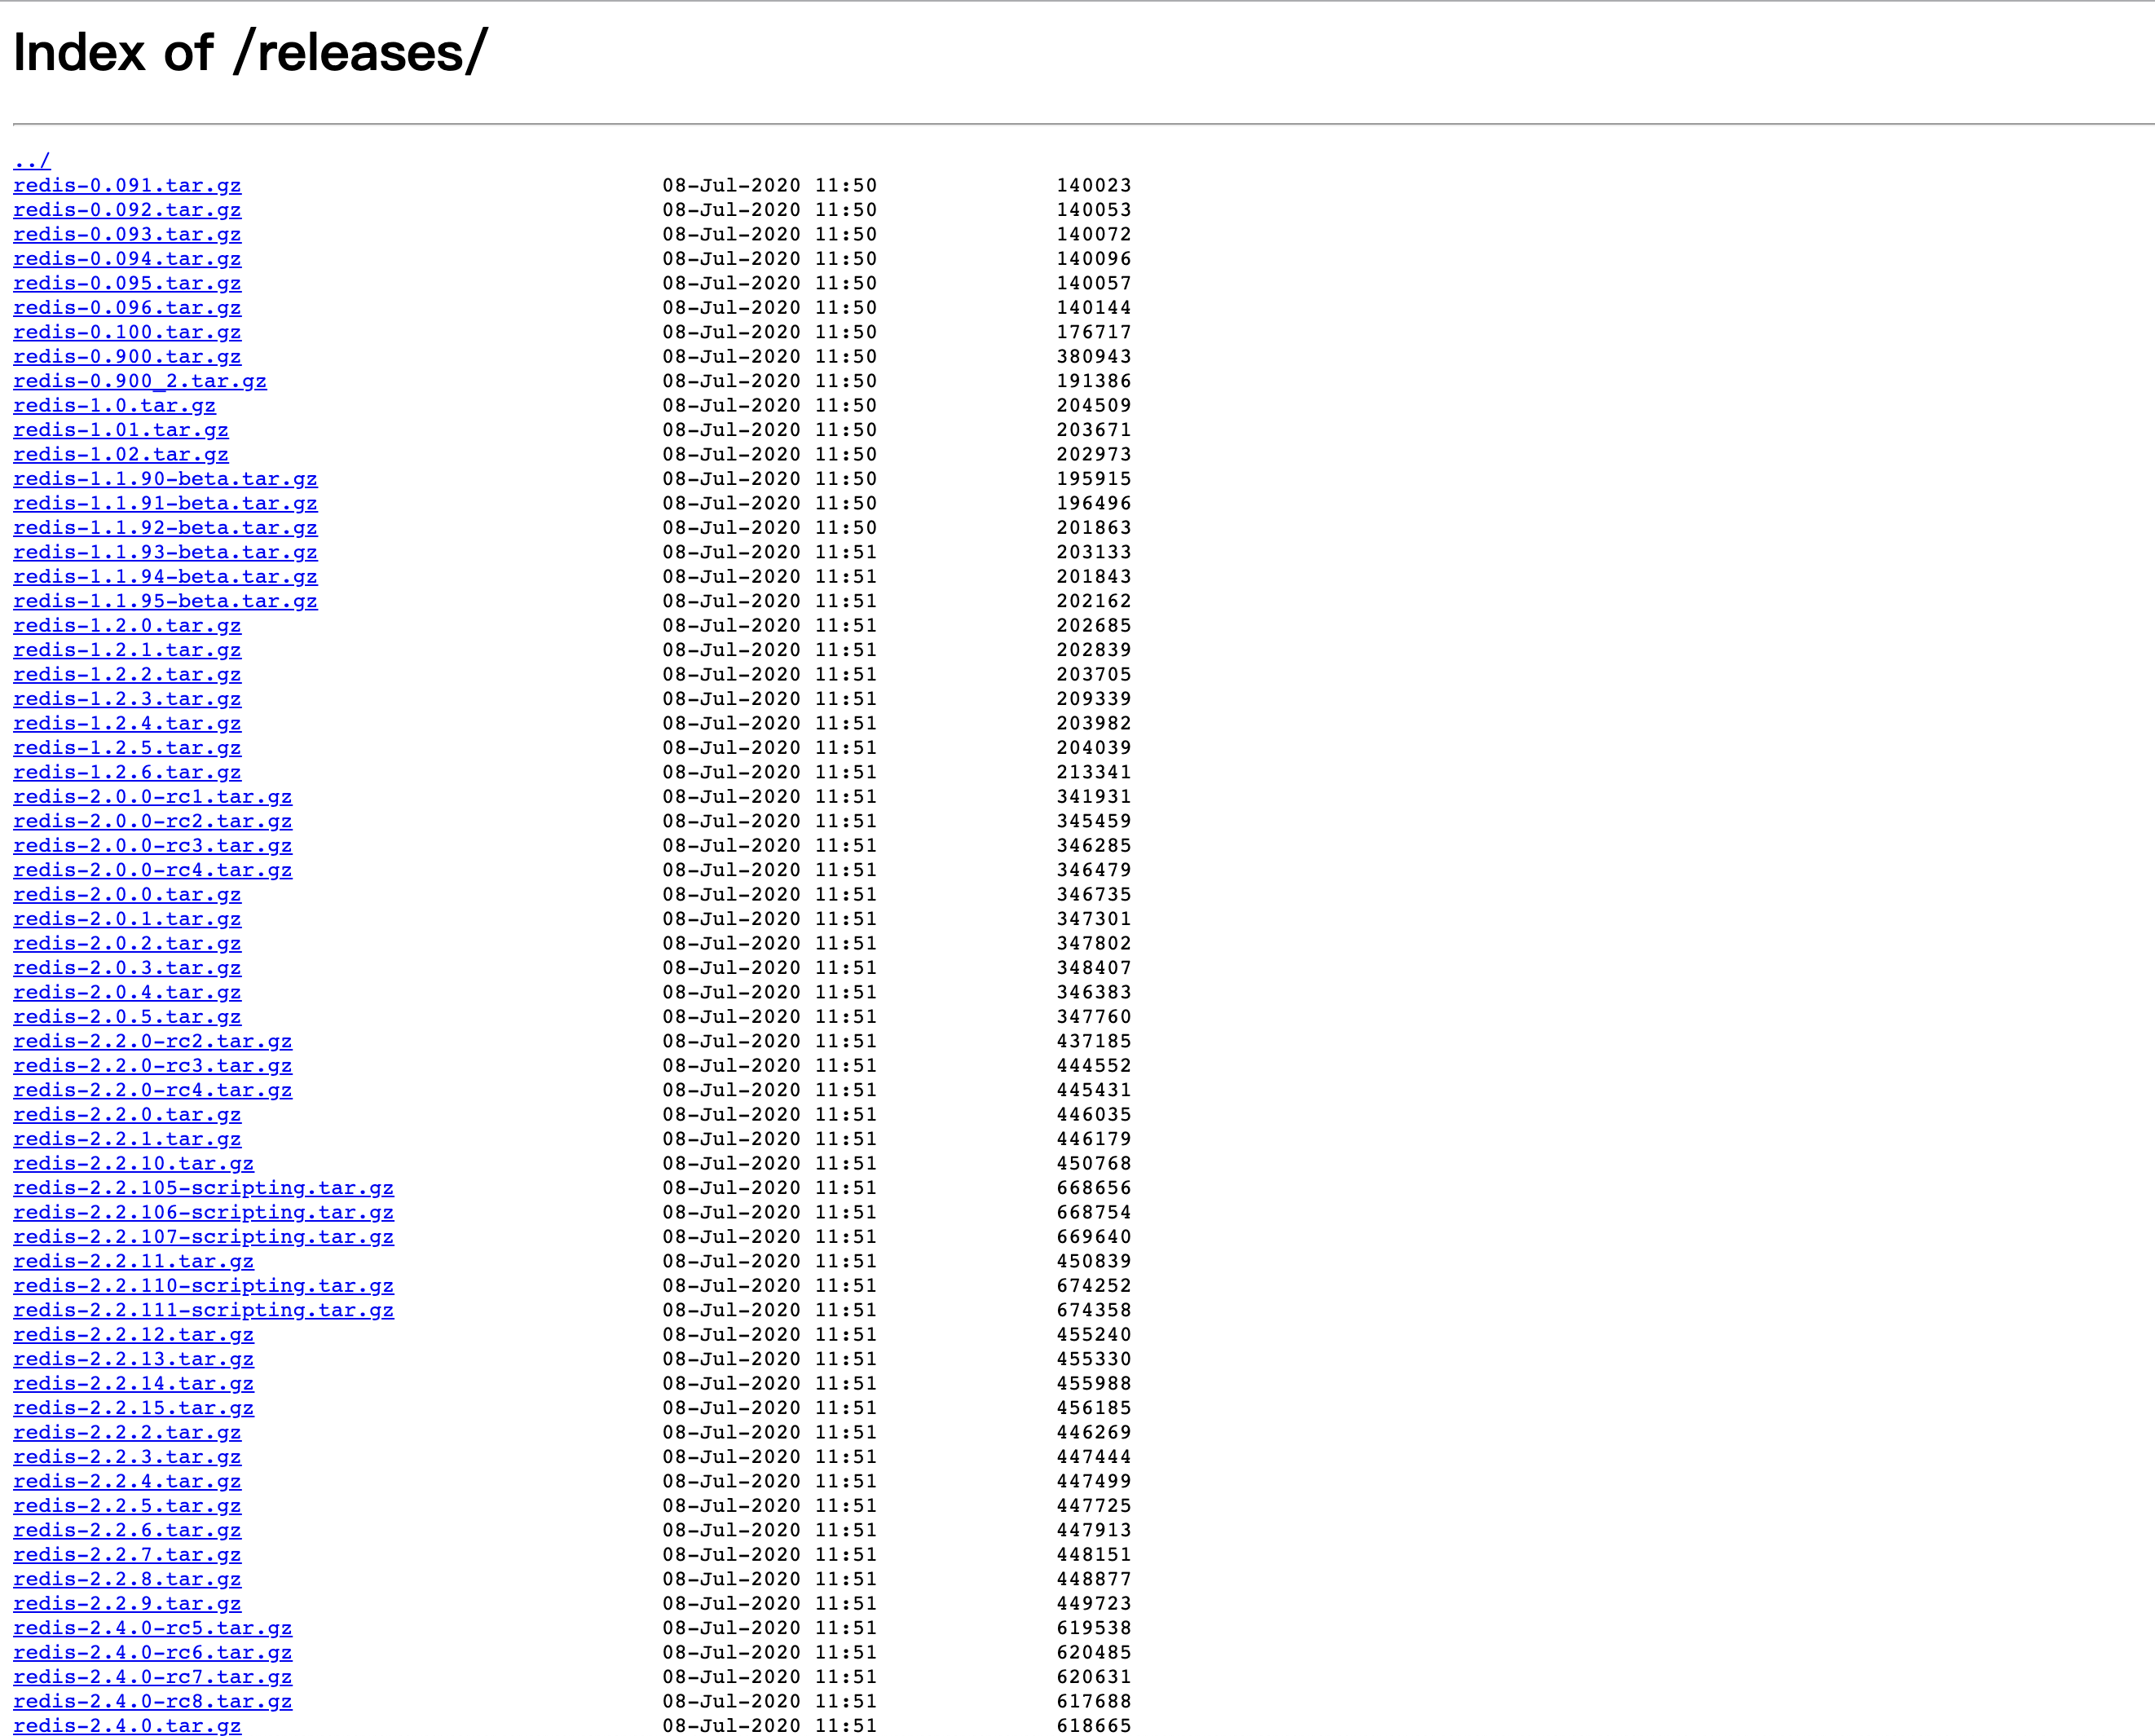 Index of /releases/
../
redis-0.091.tar.gz 08-Jul-2020 11:50 140023
redis-0.092.tar.gz 08-Jul-2020 11:50 140053
redis-0.093.tar.gz 08-Jul-2020 11:50 140072
redis-0.094.tar.gz 08-Jul-2020 11:50 140096
redis-0.095.tar.gz 08-Jul-2020 11:50 140057
redis-0.096.tar.gz 08-Jul-2020 11:50 140144
redis-0.100.tar.gz 08-Jul-2020 11:50 176717
redis-0.900.tar.gz 08-Jul-2020 11:50 380943
redis-0.900_2.tar.gz 08-Jul-2020 11:50 191386
redis-1.0.tar.gz 08-Jul-2020 11:50 204509
redis-1.01.tar.gz 08-Jul-2020 11:50 203671
redis-1.02.tar.gz 08-Jul-2020 11:50 202973
redis-1.1.90-beta.tar.gz 08-Jul-2020 11:50 195915
redis-1.1.91-beta.tar.gz 08-Jul-2020 11:50 196496
redis-1.1.92-beta.tar.gz 08-Jul-2020 11:50 201863
redis-1.1.93-beta.tar.gz 08-Jul-2020 11:51 203133
redis-1.1.94-beta.tar.gz 08-Jul-2020 11:51 201843
redis-1.1.95-beta.tar.gz 08-Jul-2020 11:51 202162
redis-1.2.0.tar.gz 08-Jul-2020 11:51 202685
redis-1.2.1.tar.gz 08-Jul-2020 11:51 202839
redis-1.2.2.tar.gz 08-Jul-2020 11:51 203705
redis-1.2.3.tar.gz 08-Jul-2020 11:51 209339
redis-1.2.4.tar.gz 08-Jul-2020 11:51 203982
redis-1.2.5.tar.gz 08-Jul-2020 11:51 204039
redis-1.2.6.tar.gz 08-Jul-2020 11:51 213341
redis-2.0.0-rc1.tar.gz 08-Jul-2020 11:51 341931
redis-2.0.0-rc2.tar.gz 08-Jul-2020 11:51 345459
redis-2.0.0-rc3.tar.gz 08-Jul-2020 11:51 346285
redis-2.0.0-rc4.tar.gz 08-Jul-2020 11:51 346479
redis-2.0.0.tar.gz 08-Jul-2020 11:51 346735
redis-2.0.1.tar.gz 08-Jul-2020 11:51 347301
redis-2.0.2.tar.gz 08-Jul-2020 11:51 347802
redis-2.0.3.tar.gz 08-Jul-2020 11:51 348407
redis-2.0.4.tar.gz 08-Jul-2020 11:51 346383
redis-2.0.5.tar.gz 08-Jul-2020 11:51 347760
redis-2.2.0-rc2.tar.gz 08-Jul-2020 11:51 437185
redis-2.2.0-rc3.tar.gz 08-Jul-2020 11:51 444552
redis-2.2.0-rc4.tar.gz 08-Jul-2020 11:51 445431
redis-2.2.0.tar.gz 08-Jul-2020 11:51 446035
redis-2.2.1.tar.gz 08-Jul-2020 11:51 446179
redis-2.2.10.tar.gz 08-Jul-2020 11:51 450768
redis-2.2.105-scripting.tar.gz 08-Jul-2020 11:51 668656
redis-2.2.106-scripting.tar.gz 08-Jul-2020 11:51 668754
redis-2.2.107-scripting.tar.gz 08-Jul-2020 11:51 669640
redis-2.2.11.tar.gz 08-Jul-2020 11:51 450839
redis-2.2.110-scripting.tar.gz 08-Jul-2020 11:51 674252
redis-2.2.111-scripting.tar.gz 08-Jul-2020 11:51 674358
redis-2.2.12.tar.gz 08-Jul-2020 11:51 455240
redis-2.2.13.tar.gz 08-Jul-2020 11:51 455330
redis-2.2.14.tar.gz 08-Jul-2020 11:51 455988
redis-2.2.15.tar.gz 08-Jul-2020 11:51 456185
redis-2.2.2.tar.gz 08-Jul-2020 11:51 446269
redis-2.2.3.tar.gz 08-Jul-2020 11:51 447444
redis-2.2.4.tar.gz 08-Jul-2020 11:51 447499
redis-2.2.5.tar.gz 08-Jul-2020 11:51 447725
redis-2.2.6.tar.gz 08-Jul-2020 11:51 447913
redis-2.2.7.tar.gz 08-Jul-2020 11:51 448151
redis-2.2.8.tar.gz 08-Jul-2020 11:51 448877
redis-2.2.9.tar.gz 08-Jul-2020 11:51 449723
redis-2.4.0-rc5.tar.gz 08-Jul-2020 11:51 619538
redis-2.4.0-rc6.tar.gz 08-Jul-2020 11:51 620485
redis-2.4.0-rc7.tar.gz 08-Jul-2020 11:51 620631
redis-2.4.0-rc8.tar.gz 08-Jul-2020 11:51 617688
redis-2.4.0.tar.gz 08-Jul-2020 11:51 618665